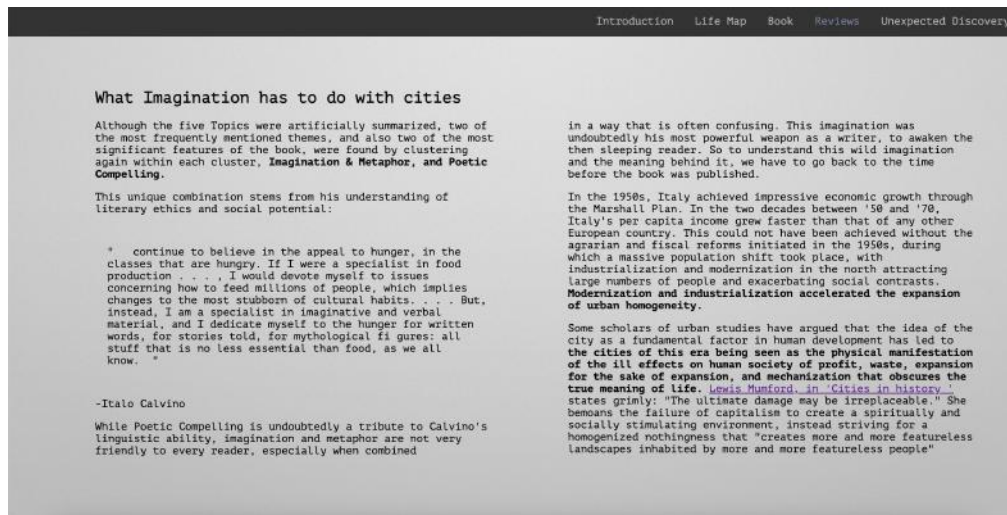 Introduction Life Map Book Reviews Unexpected Discovery
What Imagination has to do with cities
Although the five Topics were artificially summarized, two of
the most frequently mentioned themes, and also two of the most
significant features of the book, were found by clustering
again within each cluster, Imagination & Metaphor, and Poetic
Compelling.
This unique combination stems from his understanding of
literary ethics and social potential:
" continue to believe in the appeal to hunger, in the
classes that are hungry. If I were a specialist in food
production . . . , I would devote myself to issues
concerning how to feed millions of people, which implies
changes to the most stubborn of cultural habits. . . . But,
instead, I am a specialist in imaginative and verbal
material, and I dedicate myself to the hunger for written
words, for stories told, for mythological fi gures: all
stuff that is no less essential than food, as we all
know. "
-Italo Calvino
While Poetic Compelling is undoubtedly a tribute to Calvino's
linguistic ability, imagination and metaphor are not very
friendly to every reader, especially when combined
in a way that is often confusing. This imagination was
undoubtedly his most powerful weapon as a writer, to awaken the
then sleeping reader. So to understand this wild imagination
and the meaning behind it, we have to go back to the time
before the book was published.
In the 1950s, Italy achieved impressive economic growth through
the Marshall Plan. In the two decades between '50 and '70,
Italy's per capita income grew faster than that of any other
European country. This could not have been achieved without the
agrarian and fiscal reforms initiated in the 1950s, during
which a massive population shift took place, with
industrialization and modernization in the north attracting
large numbers of people and exacerbating social contrasts.
Modernization and industrialization accelerated the expansion
of urban homogeneity.
Some scholars of urban studies have argued that the idea of the
city as a fundamental factor in human development has led to
the cities of this era being seen as the physical manifestation
of the ill effects on human society of profit, waste, expansion
for the sake of expansion, and mechanization that obscures the
true meaning of life. Lewis Mumford, in 'Cities in history '
states grimly: "The ultimate damage may be irreplaceable." She
bemoans the failure of capitalism to create a spiritually and
socially stimulating environment, instead striving for a
homogenized nothingness that "creates more and more featureless
landscapes inhabited by more and more featureless people"